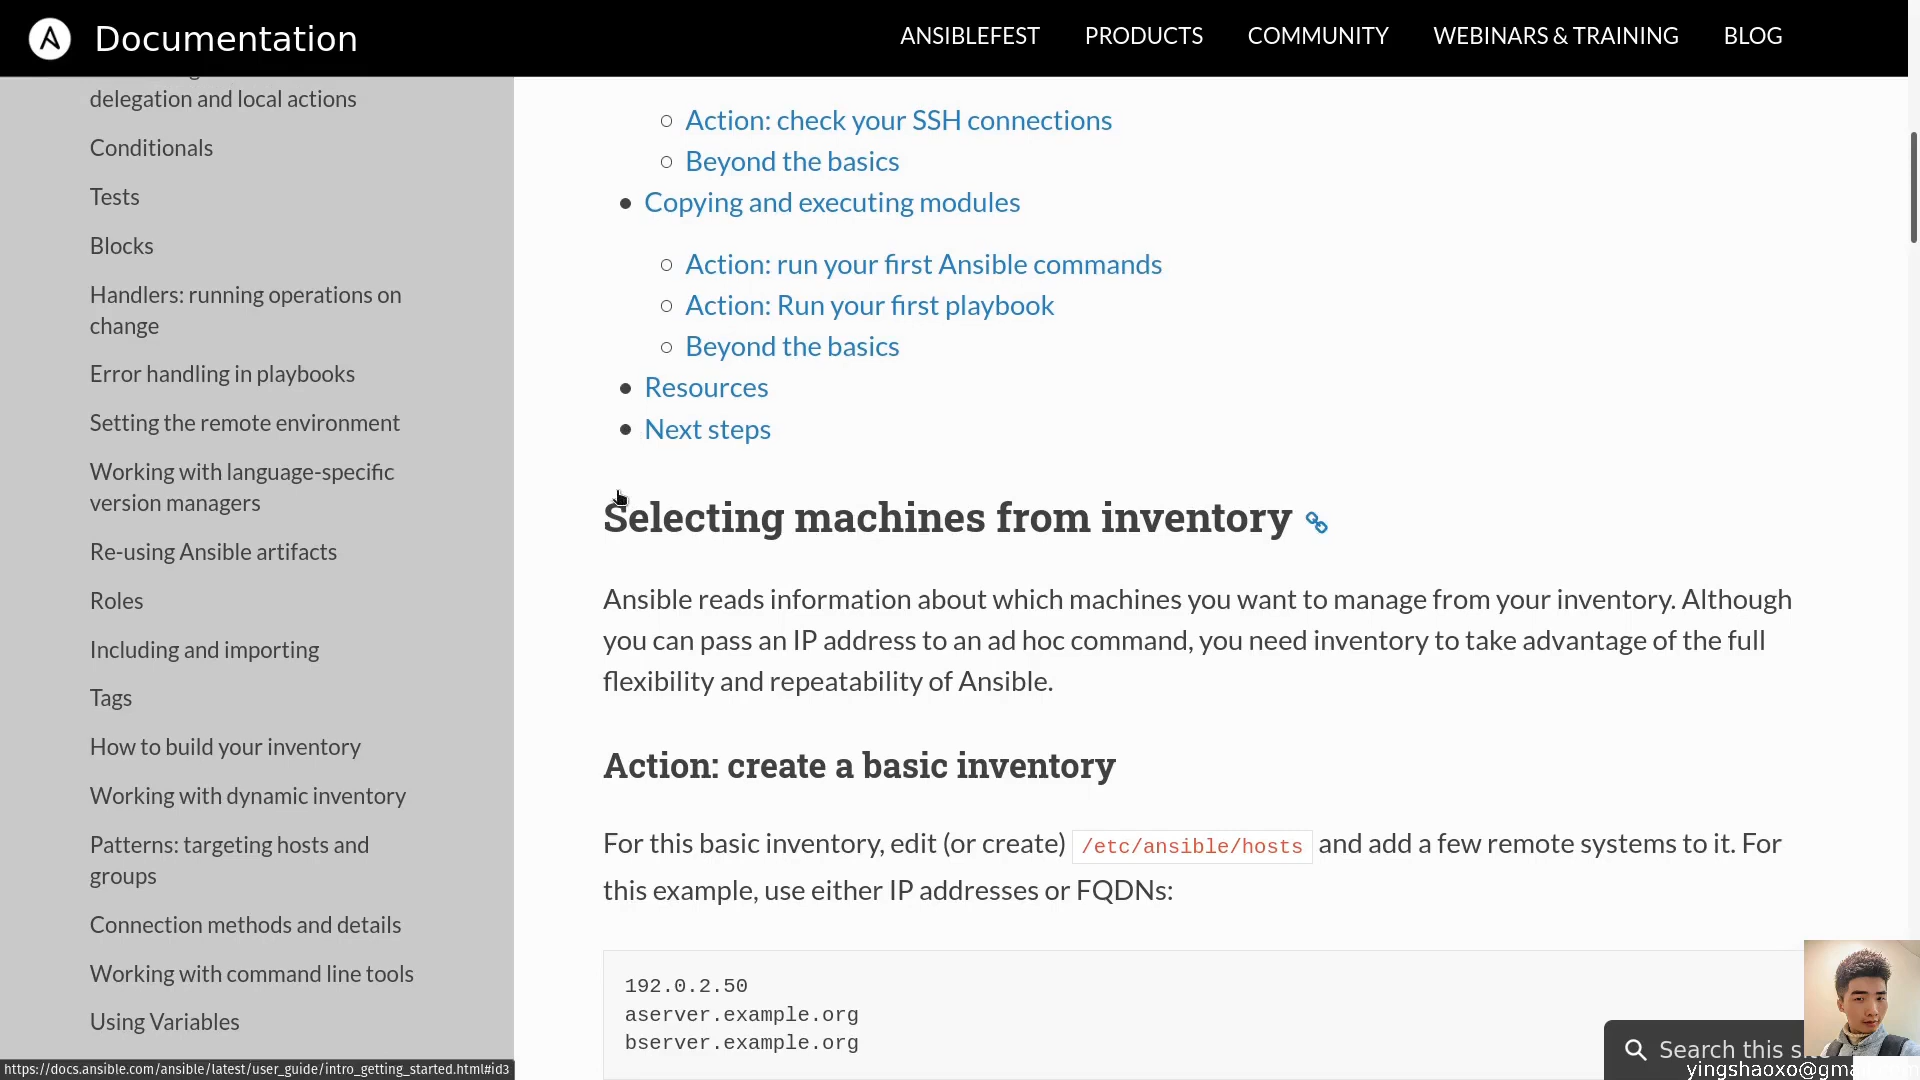 Documentation
ANSIBLEFEST PRODUCTS COMMUNITY WEBINARS & TRAINING BLOG
delegation and local actions
Conditionals
Tests
Blocks
Handlers: running operations on
change
Error handling in playbooks
Setting the remote environment
Working with language-specific
version managers
Re-using Ansible artifacts
Roles
Including and importing
Tags
How to build your inventory
Working with dynamic inventory
Patterns: targeting hosts and
groups
Connection methods and details
Working with command line tools
Using Variables
Action: check your SSH connections
Beyond the basics
Copying and executing modules
Action: run your first Ansible commands
Action: Run your first playbook
Beyond the basics
Resources
Next steps
Selecting machines from inventory
Ansible reads information about which machines you want to manage from your inventory. Although
you can pass an IP address to an ad hoc command, you need inventory to take advantage of the full
flexibility and repeatability of Ansible.
Action: create a basic inventory
For this basic inventory, edit (or create) /etc/ansible/hosts and add a few remote systems to it. For
this example, use either IP addresses or FQDNs:
192.0.2.50
aserver.example.org
bserver.example.org
Search this
https://docs.ansible.com/ansible/latest/user_guide/intro_getting_started.html#id3